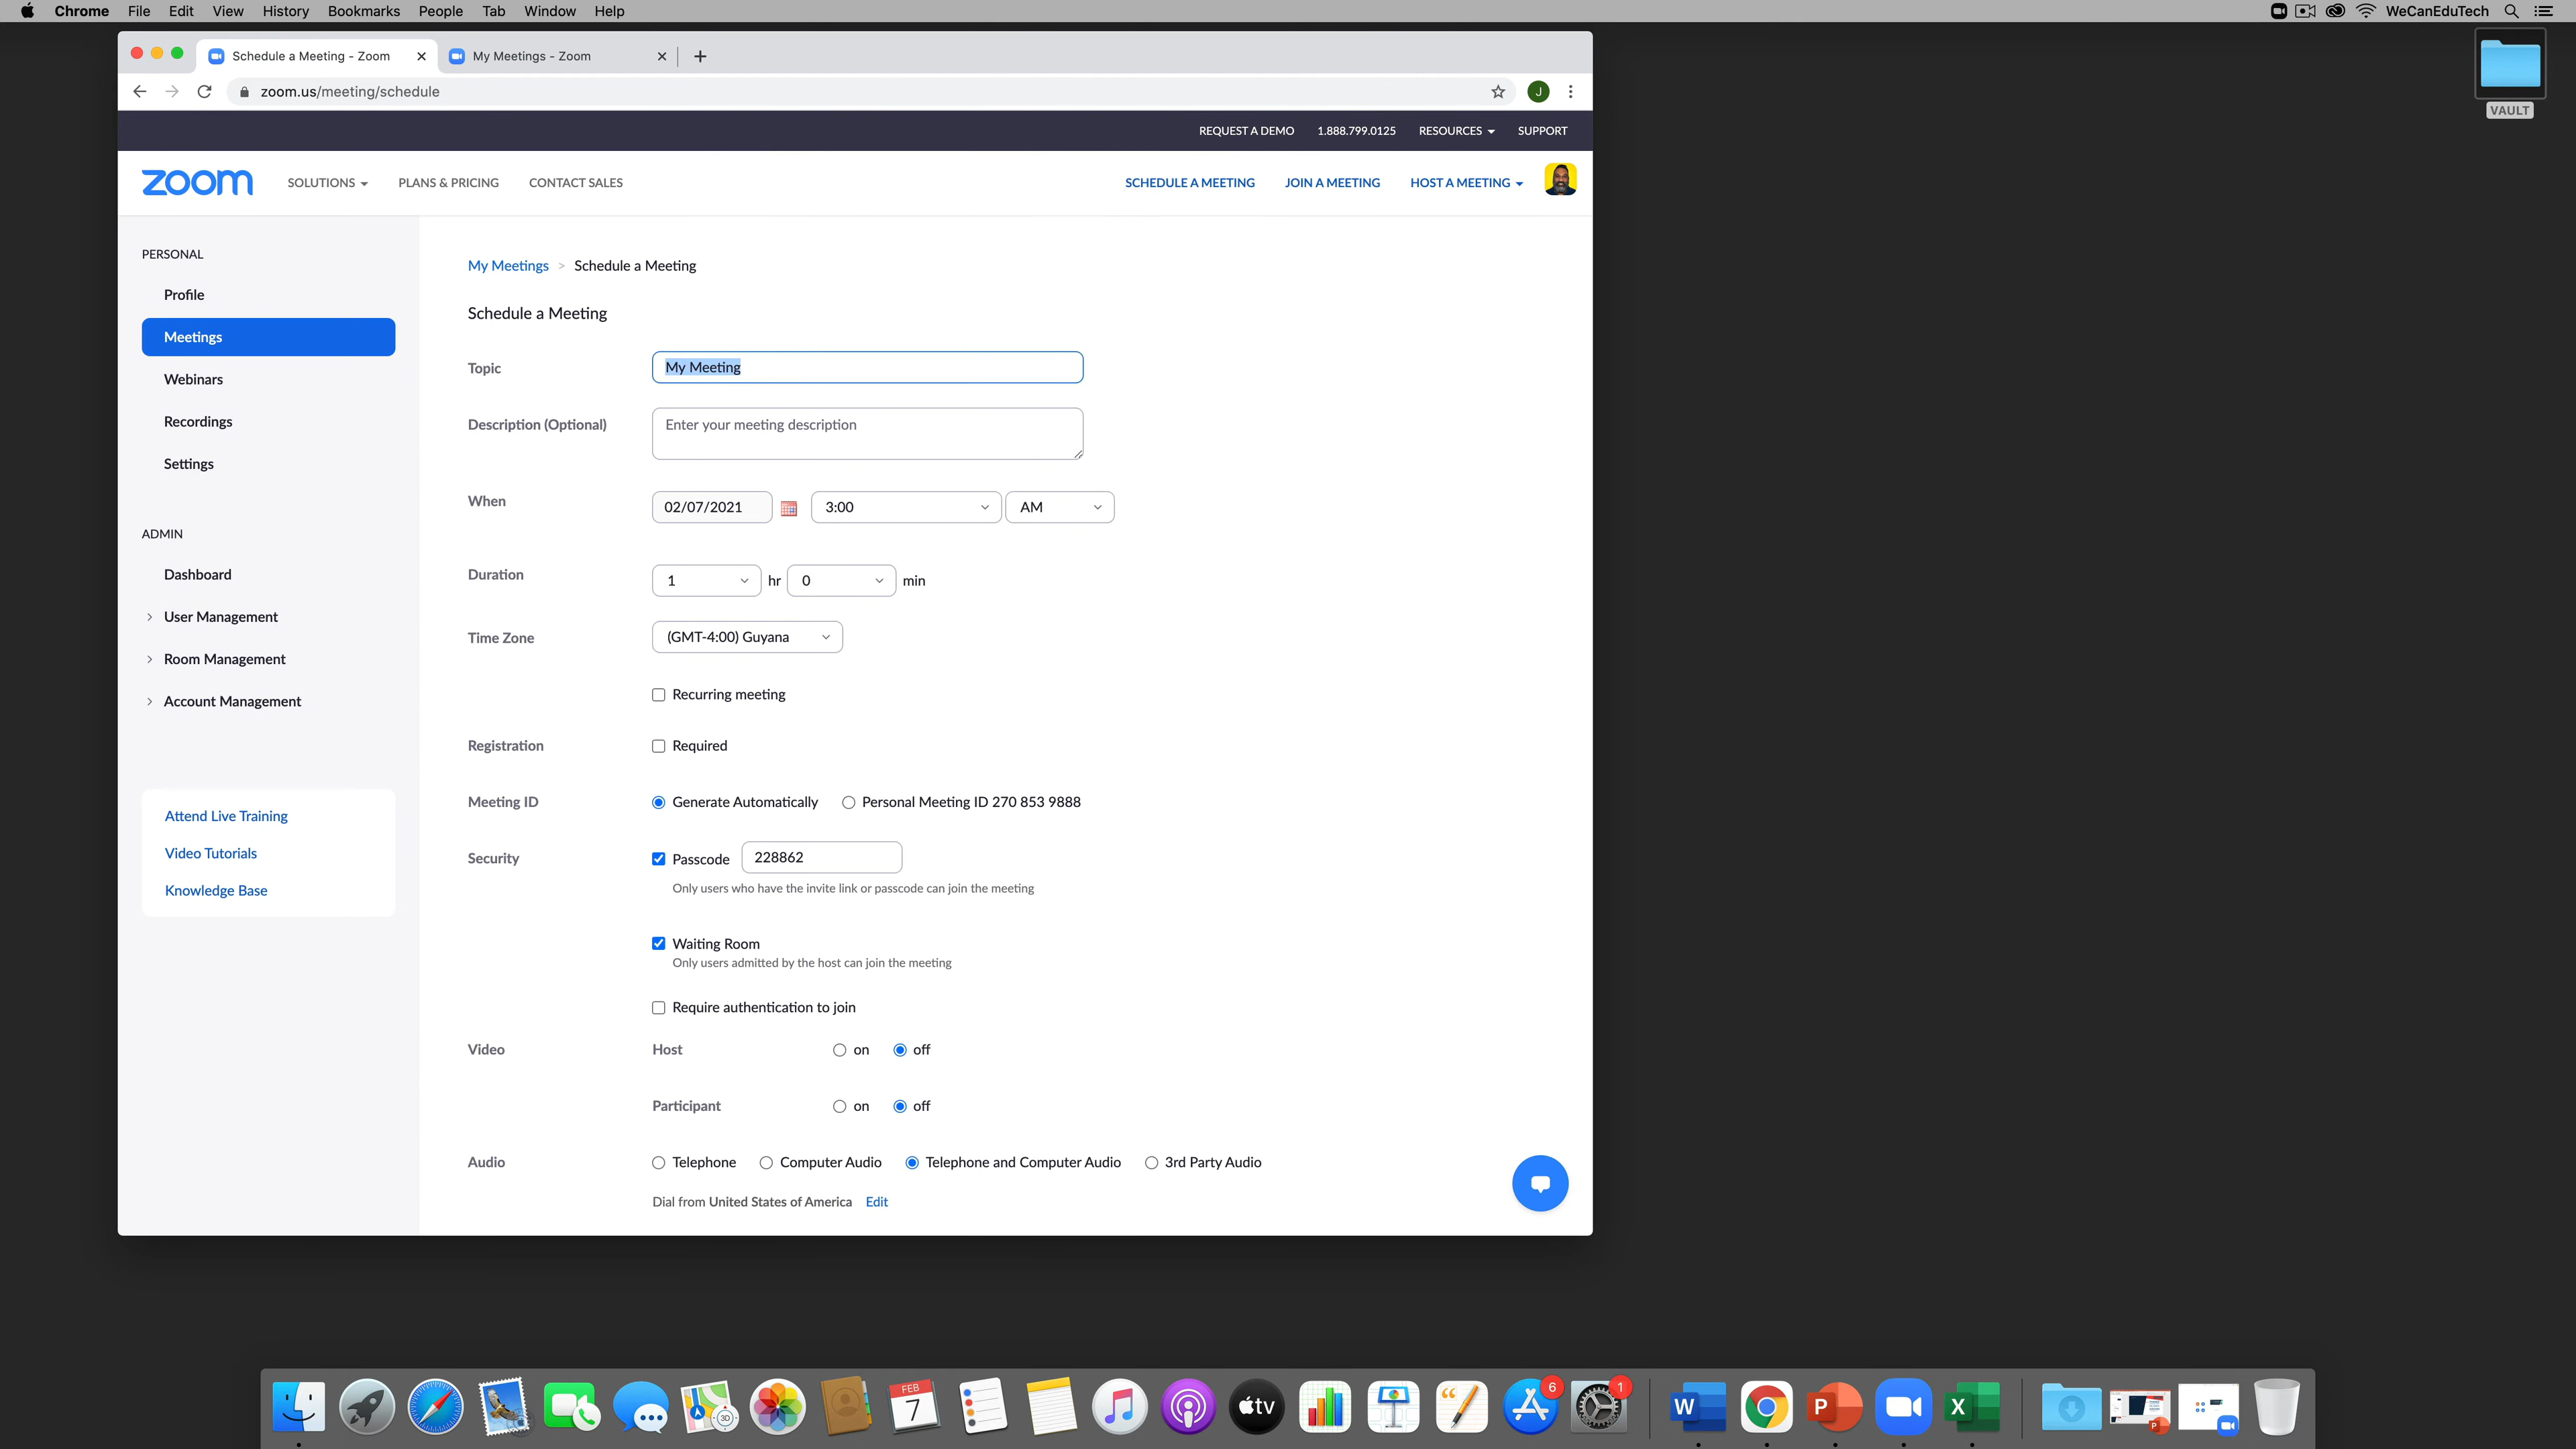 Chrome File Edit View History Bookmarks People Tab Window Help WeCanEduTech
Schedule a Meeting - Zoom My Meetings - Zoom
VAULT
zoom.us/meeting/schedule J
REQUEST A DEMO 1.888.799.0125 RESOURCES SUPPORT
zoom SOLUTIONS PLANS & PRICING CONTACT SALES SCHEDULE A MEETING JOIN A MEETING HOST A MEETING
PERSONAL
Profile
Meetings
Webinars
Recordings
Settings
ADMIN
Dashboard
User Management
Room Management
Account Management
Attend Live Training
Video Tutorials
Knowledge Base
My Meetings > Schedule a Meeting
Schedule a Meeting
Topic My Meeting
Description (Optional) Enter your meeting description
When 02/07/2021 3:00 AM
Duration 1 hr 0 min
Time Zone (GMT-4:00) Guyana
Recurring meeting
Registration Required
Meeting ID Generate Automatically Personal Meeting ID 270 853 9888
Security Passcode 228862
Only users who have the invite link or passcode can join the meeting
Waiting Room
Only users admitted by the host can join the meeting
Require authentication to join
Video Host on off
Participant on off
Audio Telephone Computer Audio Telephone and Computer Audio 3rd Party Audio
Dial from United States of America Edit
3D FEB 7 tv 6 1 W P X P